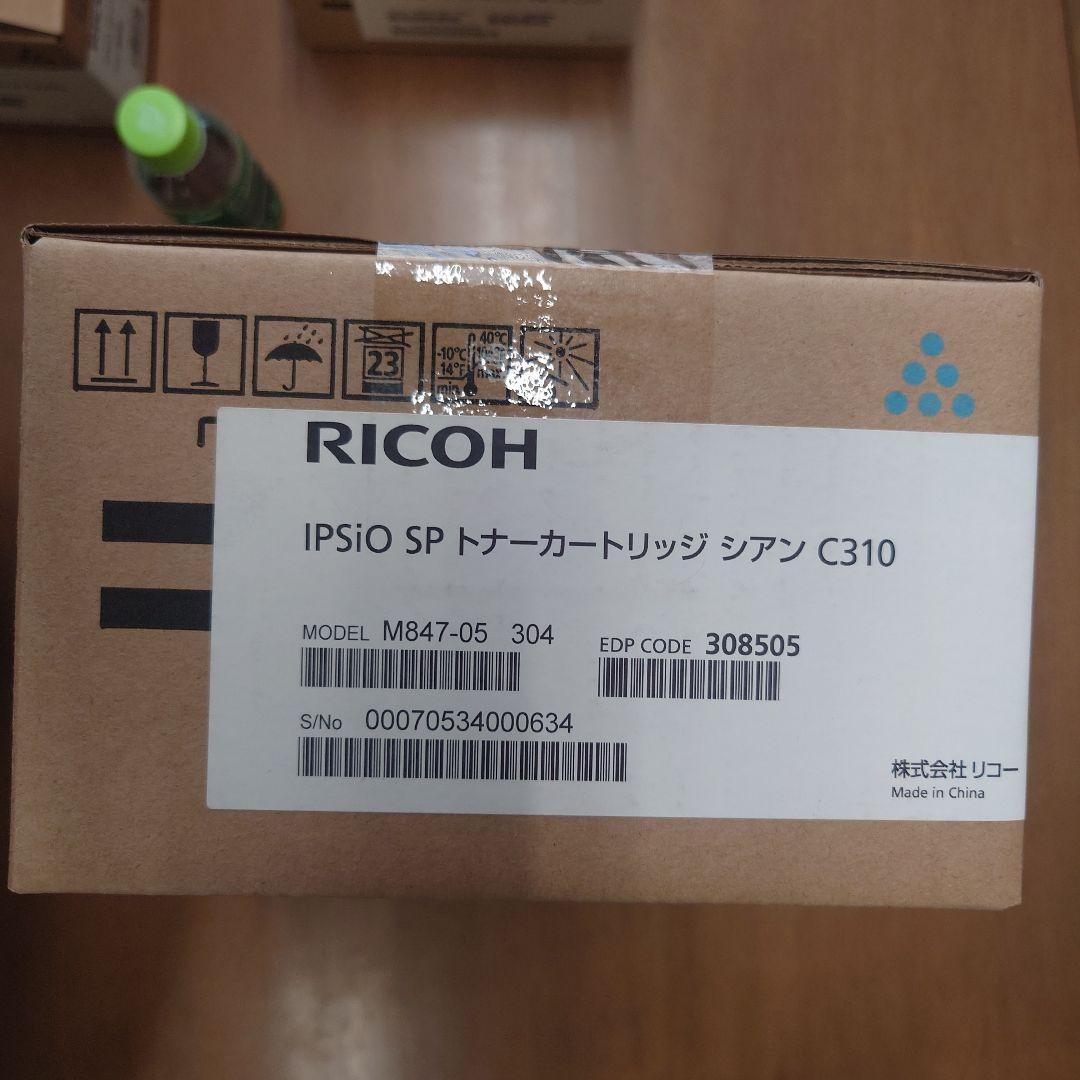 23
-10℃
14°F
min
40℃
max
RICOH
IPSiO SP トナーカートリッジ シアン C310
MODEL M847-05 304
EDP CODE 308505
S/No 00070534000634
株式会社 リコー
Made in China